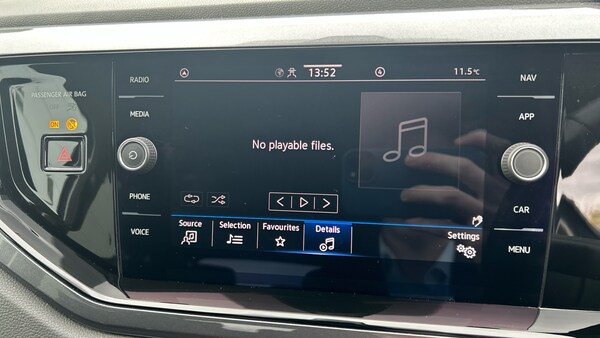 RADIO
13:52
11.5°C
NAV
PASSENGER AIR BAG
MEDIA
APP
ON
No playable files.
PHONE
CAR
VOICE
Source
Selection
Favourites
Details
Settings
MENU